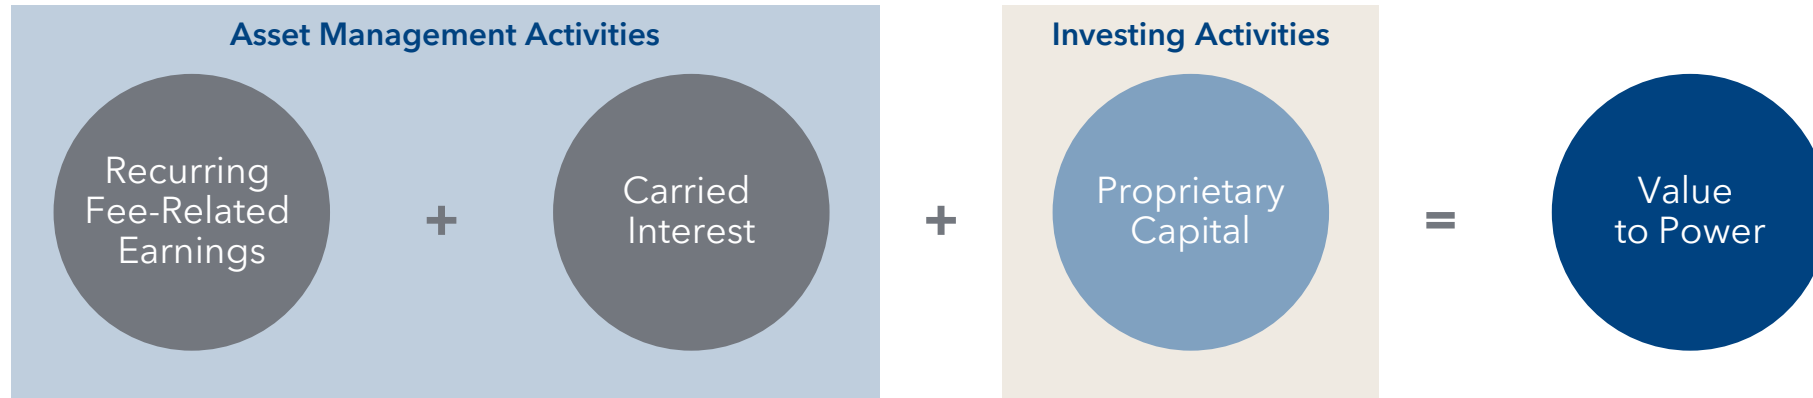 Asset Management Activities
Investing Activities
Recurring
Fee-Related
Earnings
+
Carried
Interest
+
Proprietary
Capital
=
Value
to Power